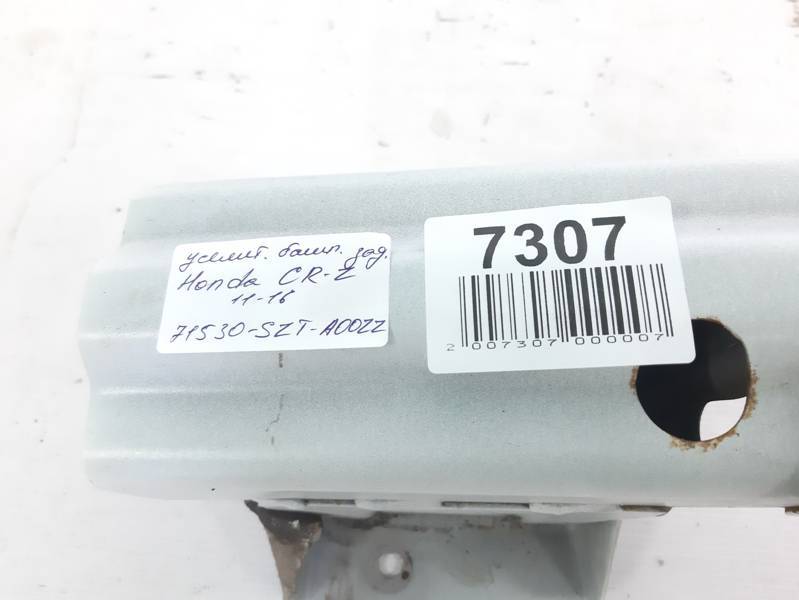 усилит. бамп. зад.
Honda CR-Z
11-16
71530-SZT-A00ZZ
7307
2 007307 000007